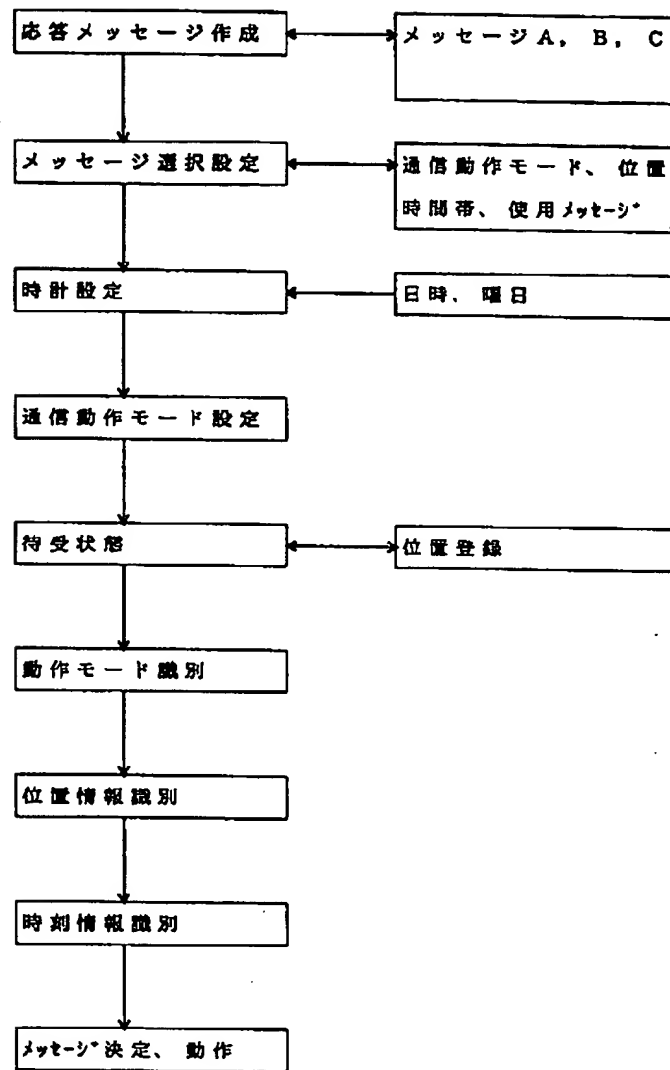 応答メッセージ作成
メッセージA, B, C
メッセージ選択設定
通信動作モード、位置
時間帯、使用メッセージ
時計設定
日時、曜日
通信動作モード設定
待受状態
位置登録
動作モード識別
位置情報識別
時刻情報識別
メッセージ決定、動作